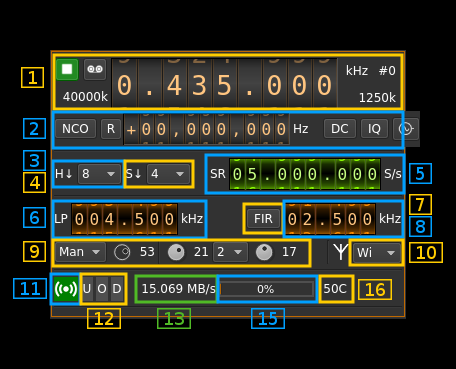 1
0.435.000
kHz #0
40000k
1250k
2
NCO R +00,000,000 Hz DC IQ
3
4
H↓ 8 S↓ 4 SR 05.000.000 S/s
5
6
LP 004.500 kHz FIR 02.500 kHz
7
8
9
Man 53 21 2 17 Wi
10
11
U O D 15.069 MB/s 0% 50C
16
12
13
15